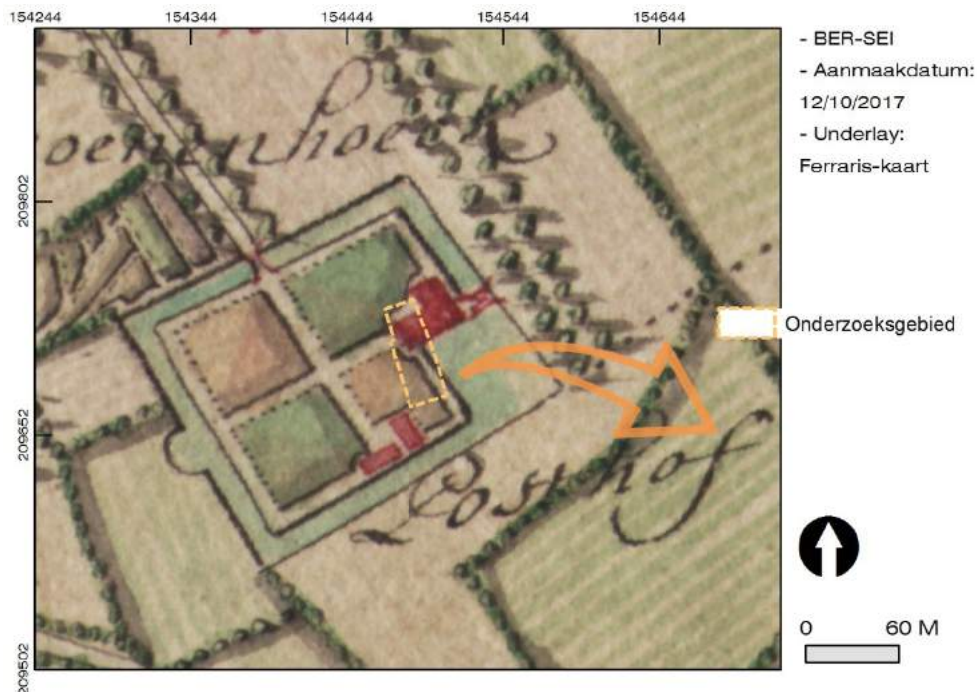 154244 154344 154444 154544 154644
209802
209652
209502
- BER-SEI
- Aanmaakdatum:
12/10/2017
- Underlay:
Ferraris-kaart
Onderzoeksgebied
0 60 M